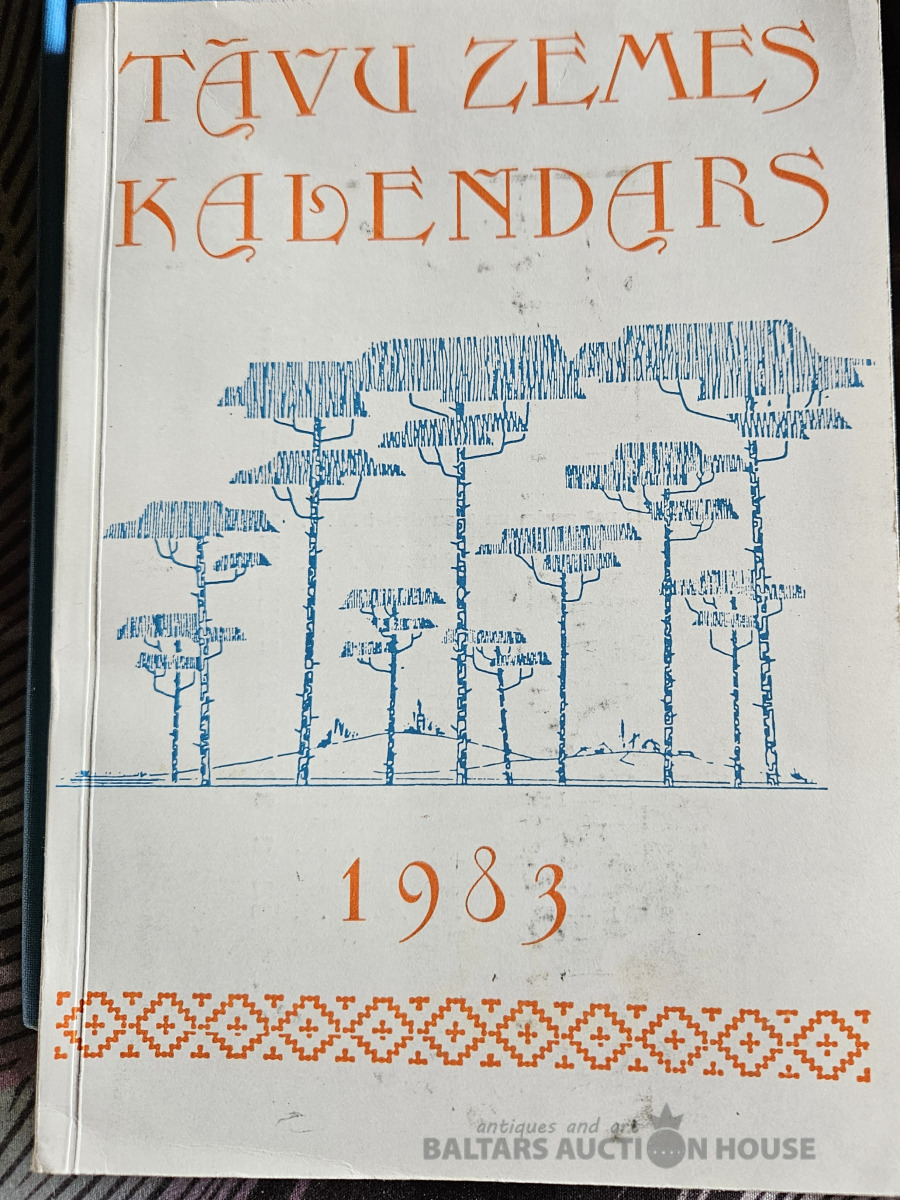 TĀVU ZEMES
KALENDARS
1983
antiques and art
BALTARS AUCTION HOUSE